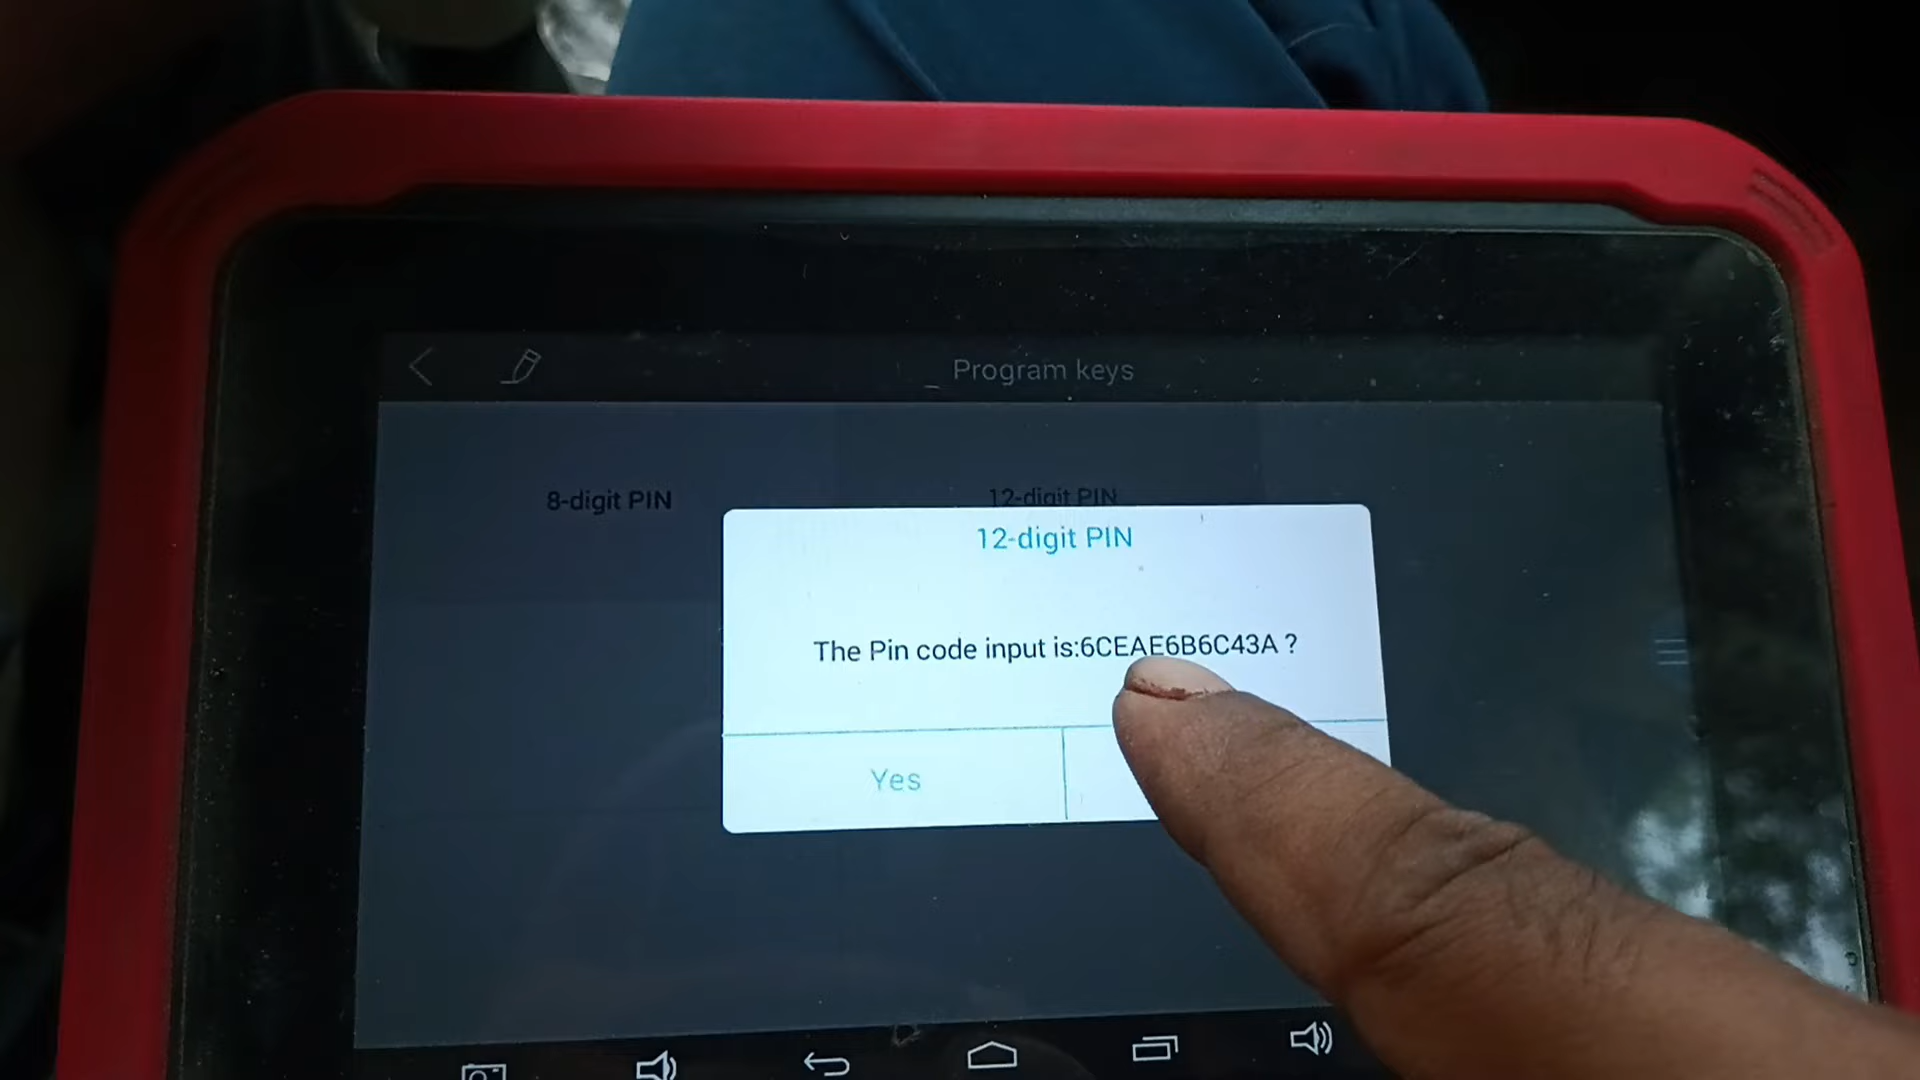 Program keys
8-digit PIN
12-digit PIN
12-digit PIN
The Pin code input is:6CEAE6B6C43A ?
Yes